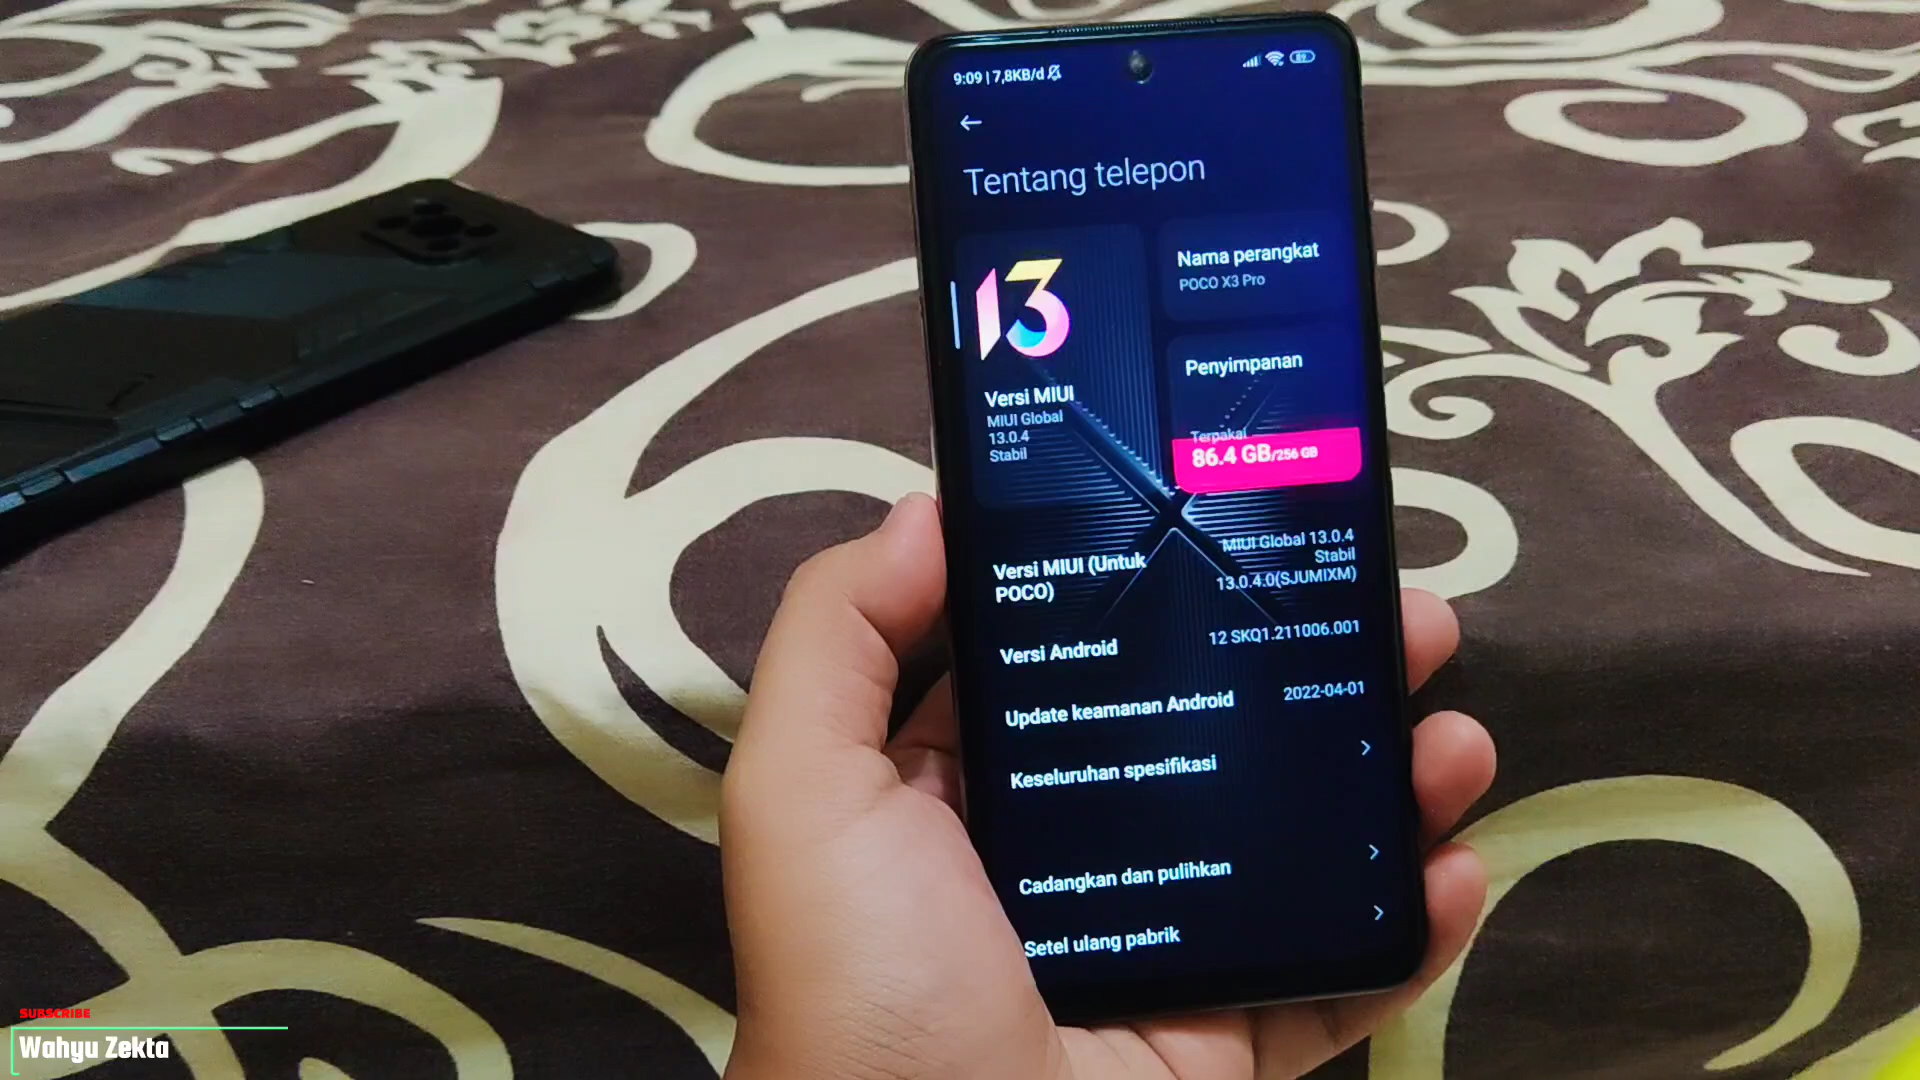 9:09 | 7,8KB/d
89
Tentang telepon
13
Versi MIUI
MIUI Global
13.0.4
Stabil
Nama perangkat
POCO X3 Pro
Penyimpanan
Terpakai
86.4 GB/256 GB
Versi MIUI (Untuk
POCO)
MIUI Global 13.0.4
Stabil
13.0.4.0(SJUMIXM)
Versi Android
12 SKQ1.211006.001
Update keamanan Android
2022-04-01
Keseluruhan spesifikasi
Cadangkan dan pulihkan
Setel ulang pabrik
SUBSCRIBE
Wahyu Zekta